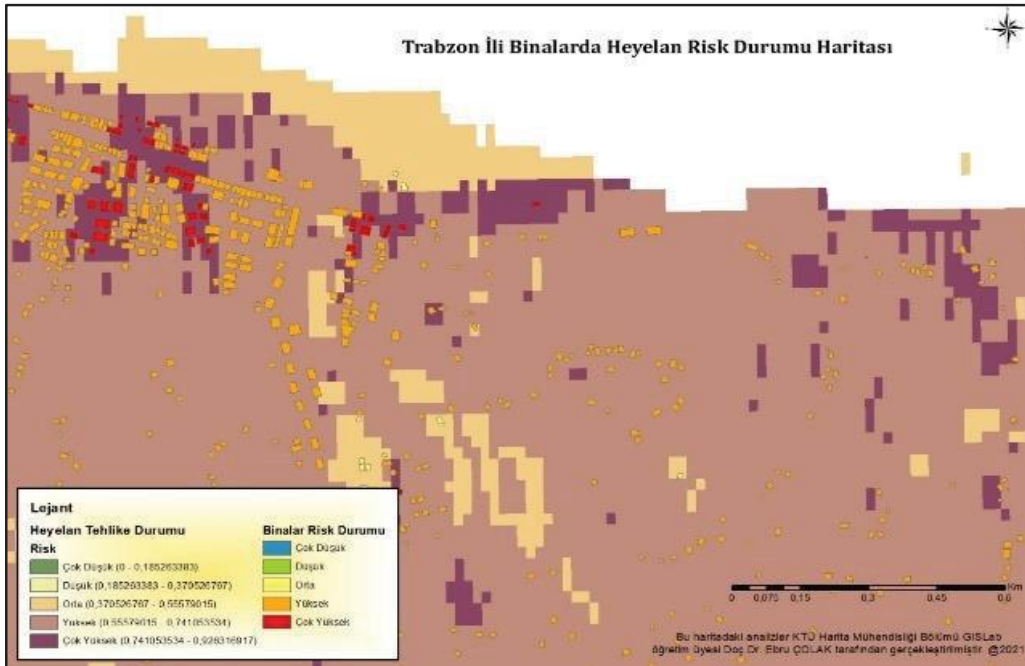 Trabzon İli Binalarda Heyelan Risk Durumu Haritası
Lejant
Heyelan Tehlike Durumu
Risk
Çok Düşük (0 - 0,185263383)
Düşük (0,185263383 - 0,370526767)
Orta (0,370526767 - 0,55579015)
Yüksek (0,55579015 - 0,741053534)
Çok Yüksek (0,741053534 - 0,926316917)
Binalar Risk Durumu
Çok Düşük
Düşük
Orta
Yüksek
Çok Yüksek
Km
0 0,075 0,15 0,3 0,45 0,6
Bu haritadaki analizler KTÜ Harita Mühendisliği Bölümü GISLab
öğretim üyesi Doç. Dr. Ebru ÇOLAK tarafından gerçekleştirilmiştir. @2021